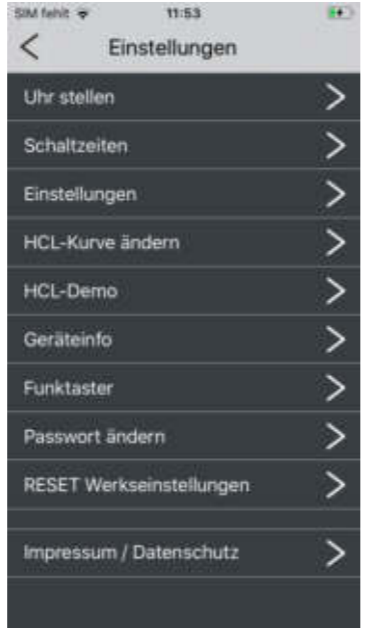 SIM fehlt 11:53
Einstellungen
Uhr stellen
Schaltzeiten
Einstellungen
HCL-Kurve ändern
HCL-Demo
Geräteinfo
Funktaster
Passwort ändern
RESET Werkseinstellungen
Impressum / Datenschutz